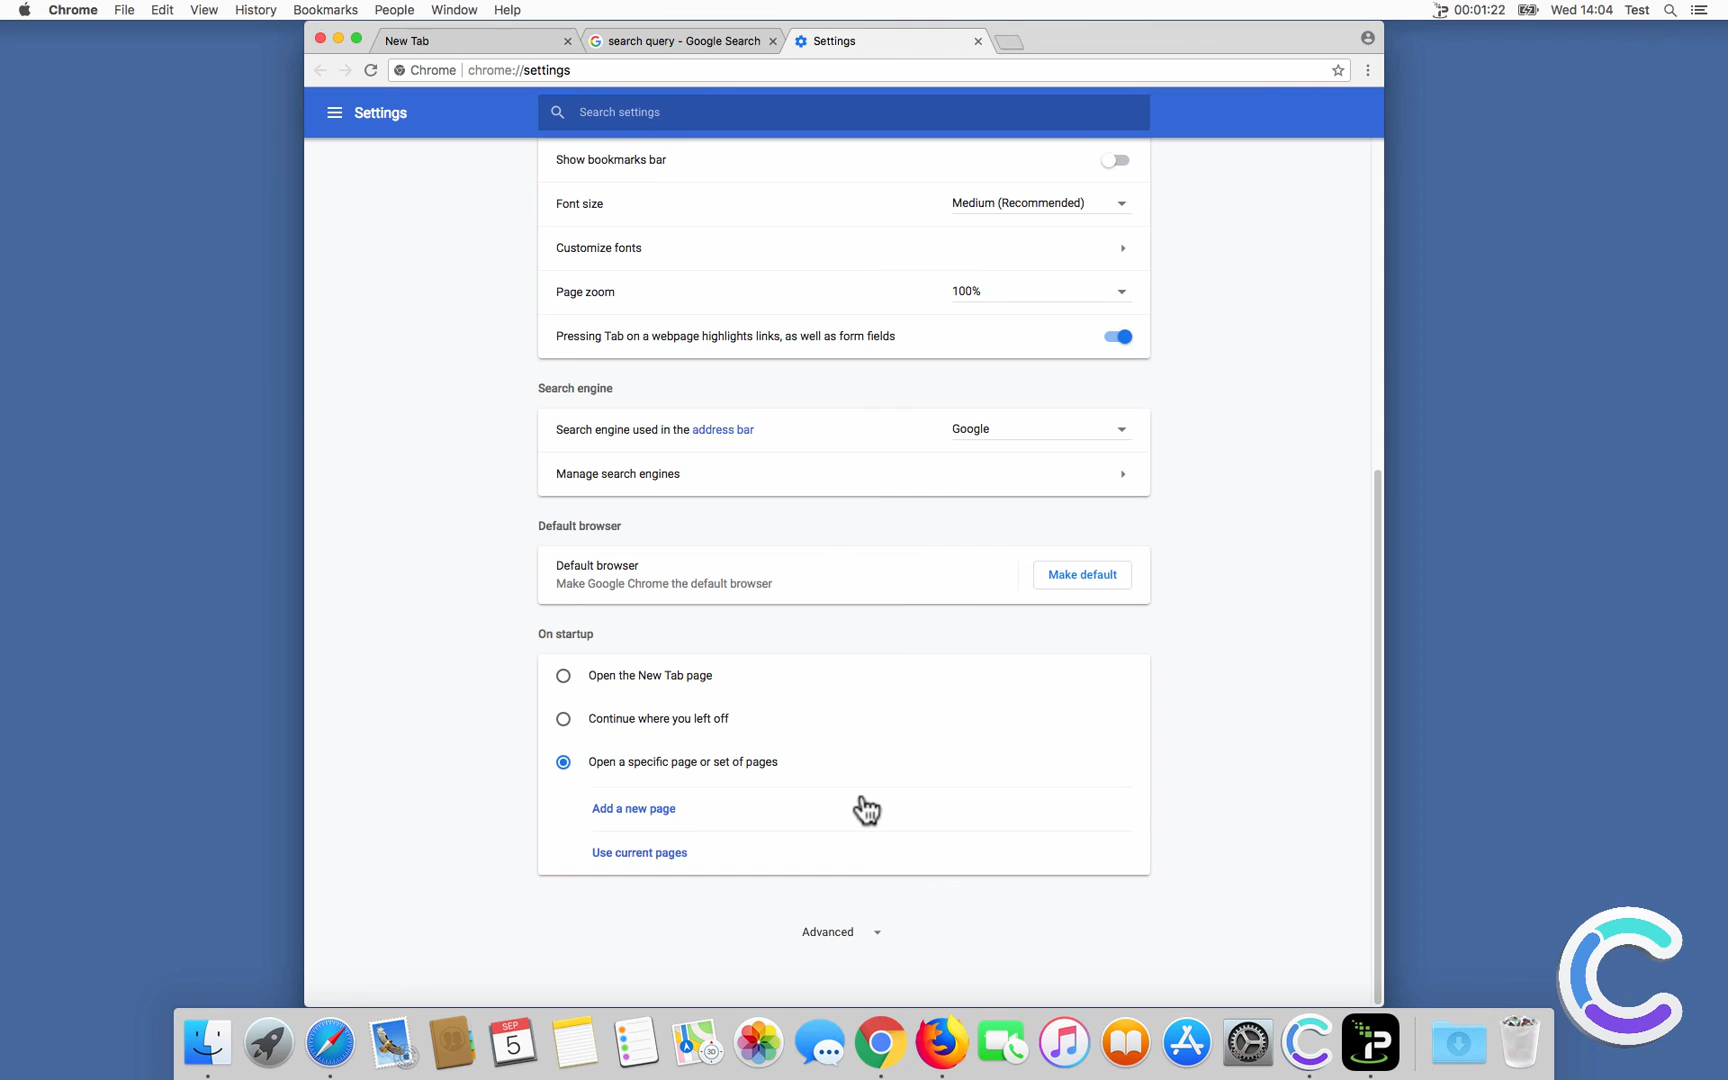 Chrome File Edit View History Bookmarks People Window Help 00:01:22 Wed 14:04 Test
New Tab search query - Google Search Settings
Chrome chrome://settings
Settings Search settings
Show bookmarks bar
Font size Medium (Recommended)
Customize fonts
Page zoom 100%
Pressing Tab on a webpage highlights links, as well as form fields
Search engine
Search engine used in the address bar Google
Manage search engines
Default browser
Default browser
Make Google Chrome the default browser
Make default
On startup
Open the New Tab page
Continue where you left off
Open a specific page or set of pages
Add a new page
Use current pages
Advanced
SEP
5
3D